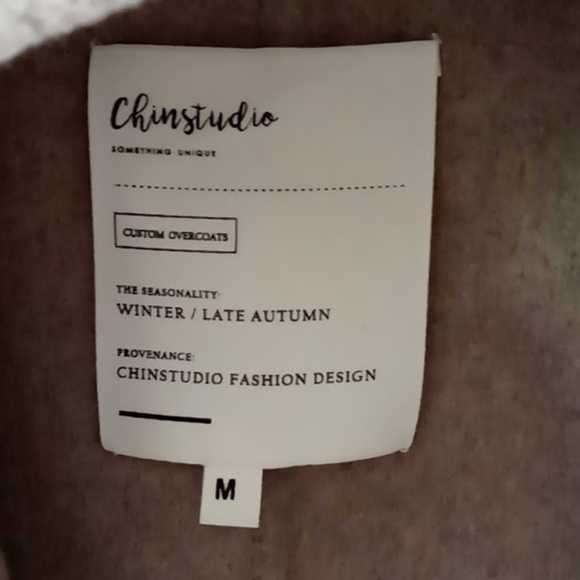 Chinstudio
SOMETHING UNIQUE
CUSTOM OVERCOATS
THE SEASONALITY:
WINTER / LATE AUTUMN
PROVENANCE:
CHINSTUDIO FASHION DESIGN
M